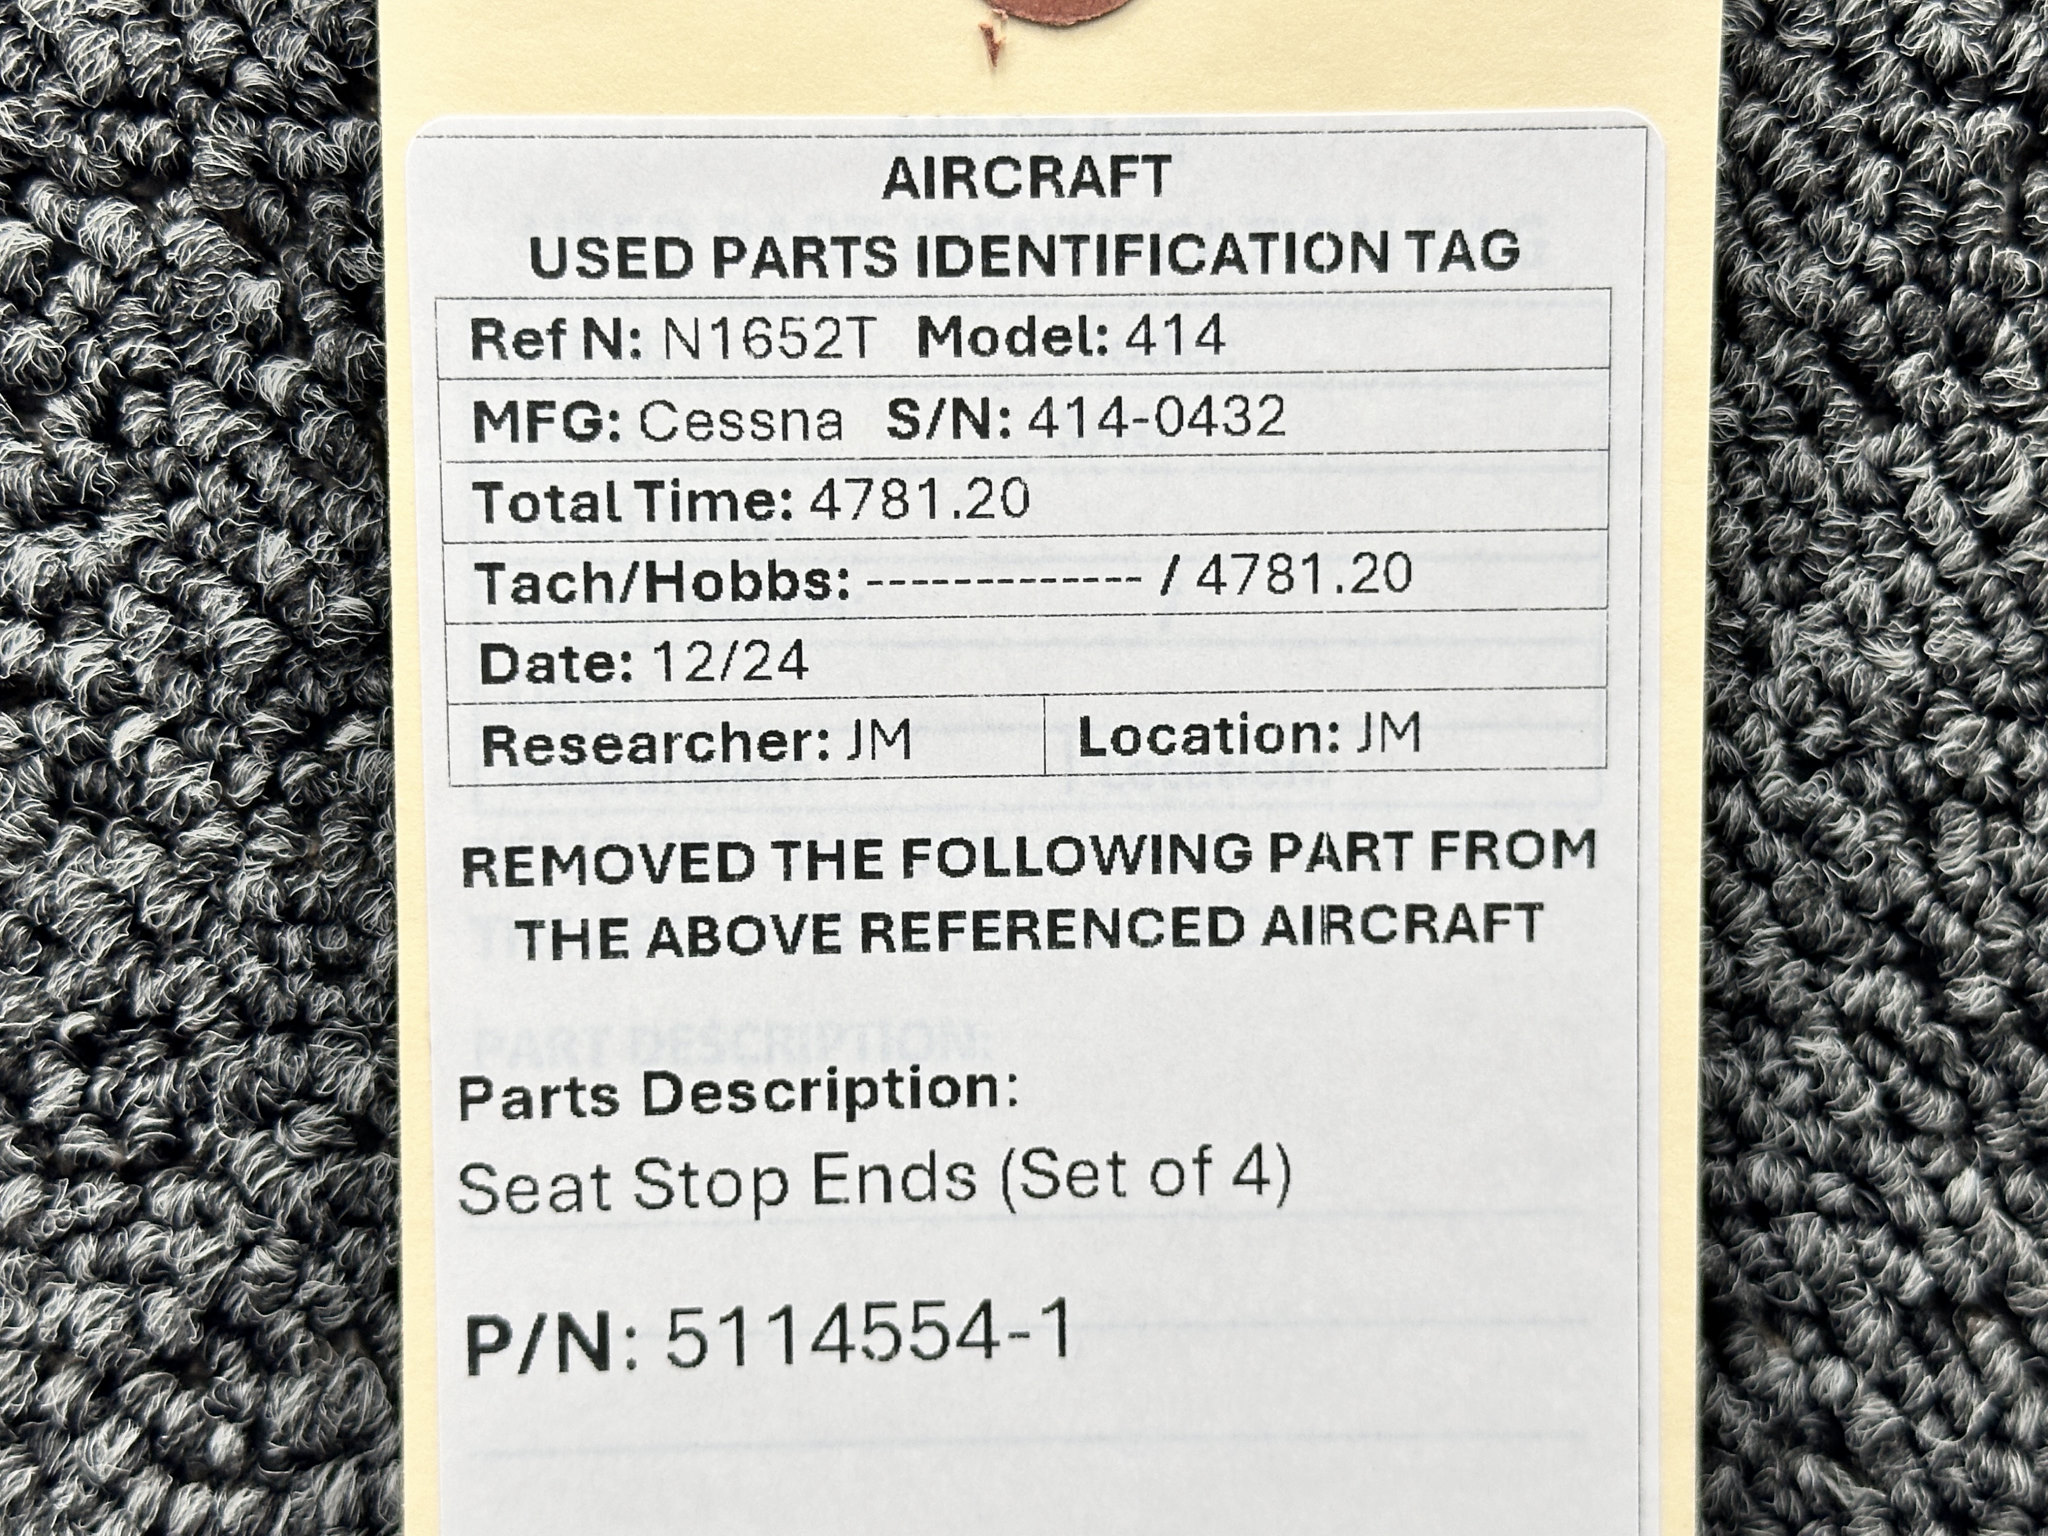 AIRCRAFT
USED PARTS IDENTIFICATION TAG
Ref N: N1652T Model: 414
MFG: Cessna S/N: 414-0432
Total Time: 4781.20
Tach/Hobbs: ------------- / 4781.20
Date: 12/24
Researcher: JM Location: JM
REMOVED THE FOLLOWING PART FROM
THE ABOVE REFERENCED AIRCRAFT
PART DESCRIPTION:
Parts Description:
Seat Stop Ends (Set of 4)
P/N: 5114554-1